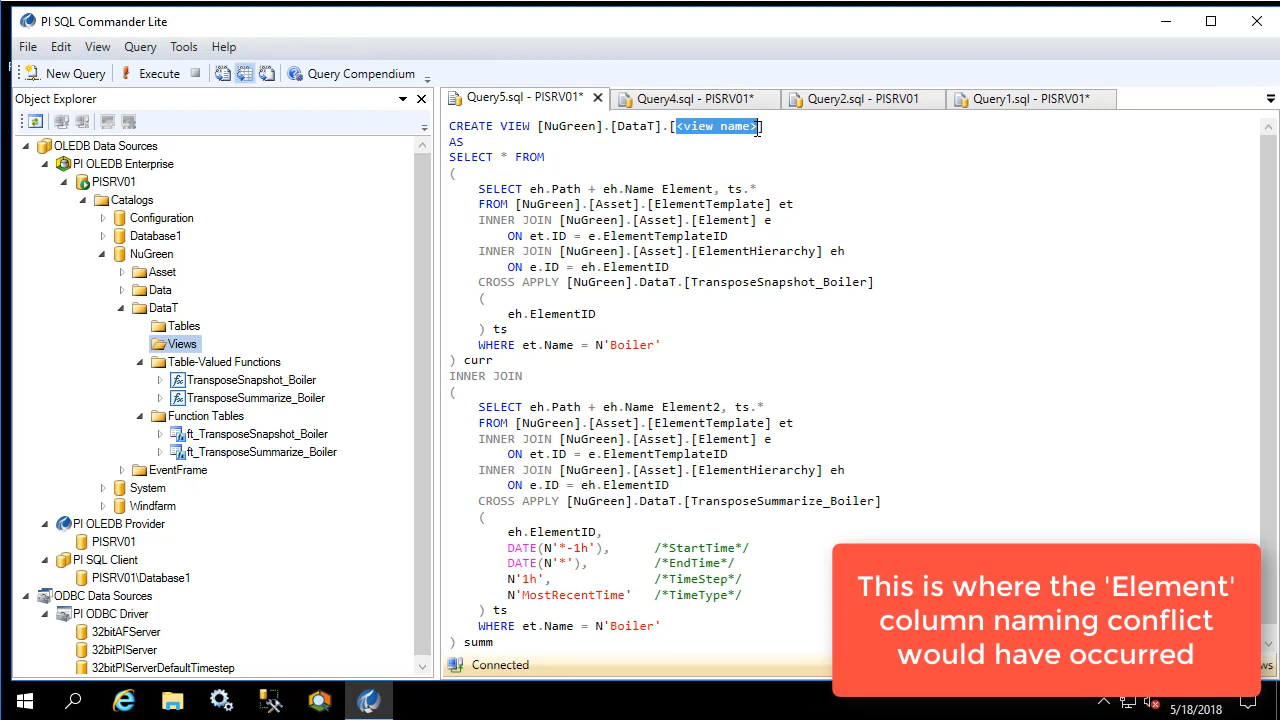 PI SQL Commander Lite
File Edit View Query Tools Help
New Query Execute Query Compendium
Object Explorer
Query5.sql - PISRV01* Query4.sql - PISRV01* Query2.sql - PISRV01 Query1.sql - PISRV01*
OLEDB Data Sources
PI OLEDB Enterprise
PISRV01
Catalogs
Configuration
Database1
NuGreen
Asset
Data
DataT
Tables
Views
Table-Valued Functions
TransposeSnapshot_Boiler
TransposeSummarize_Boiler
Function Tables
ft_TransposeSnapshot_Boiler
ft_TransposeSummarize_Boiler
EventFrame
System
Windfarm
PI OLEDB Provider
PISRV01
PI SQL Client
PISRV01\Database1
ODBC Data Sources
PI ODBC Driver
32bitAFServer
32bitPIServer
32bitPIServerDefaultTimestep
CREATE VIEW [NuGreen].[DataT].[<view name>]
AS
SELECT * FROM
(
SELECT eh.Path + eh.Name Element, ts.*
FROM [NuGreen].[Asset].[ElementTemplate] et
INNER JOIN [NuGreen].[Asset].[Element] e
ON et.ID = e.ElementTemplateID
INNER JOIN [NuGreen].[Asset].[ElementHierarchy] eh
ON e.ID = eh.ElementID
CROSS APPLY [NuGreen].DataT.[TransposeSnapshot_Boiler]
(
eh.ElementID
) ts
WHERE et.Name = N'Boiler'
) curr
INNER JOIN
(
SELECT eh.Path + eh.Name Element2, ts.*
FROM [NuGreen].[Asset].[ElementTemplate] et
INNER JOIN [NuGreen].[Asset].[Element] e
ON et.ID = e.ElementTemplateID
INNER JOIN [NuGreen].[Asset].[ElementHierarchy] eh
ON e.ID = eh.ElementID
CROSS APPLY [NuGreen].DataT.[TransposeSummarize_Boiler]
(
eh.ElementID,
DATE(N'*-1h'), /*StartTime*/
DATE(N'*'), /*EndTime*/
N'1h', /*TimeStep*/
N'MostRecentTime' /*TimeType*/
) ts
WHERE et.Name = N'Boiler'
) summ
Connected
This is where the 'Element'
column naming conflict
would have occurred
5/18/2018